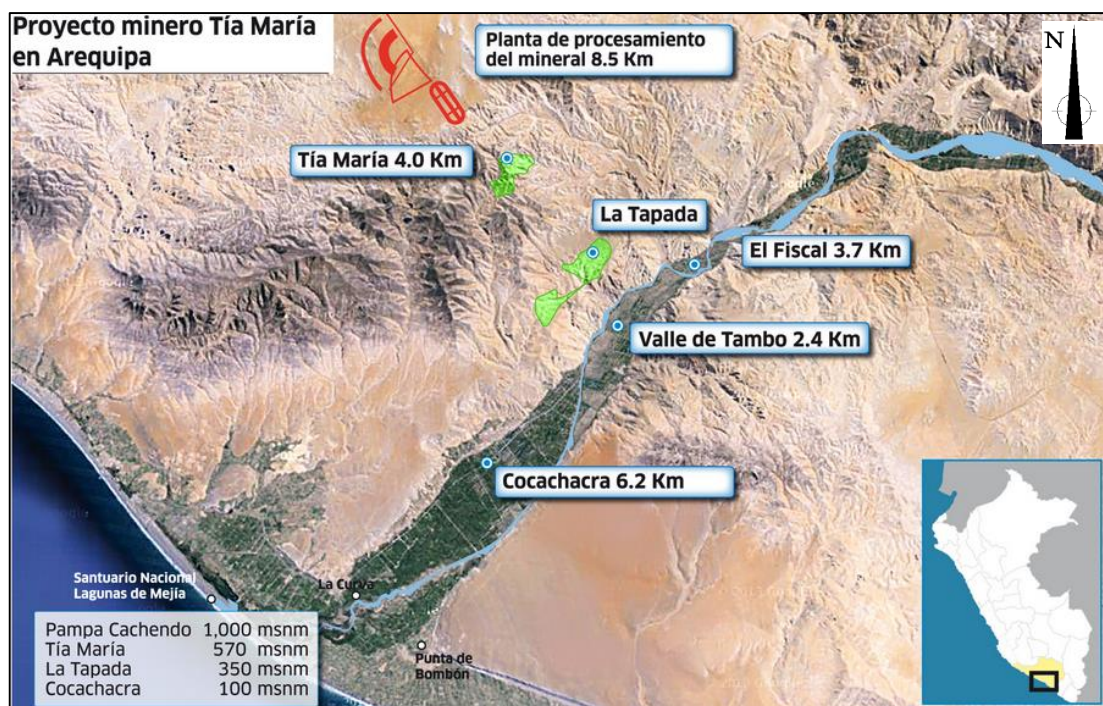 Proyecto minero Tía María
en Arequipa
Planta de procesamiento
del mineral 8.5 Km
N
Tía María 4.0 Km
La Tapada
El Fiscal 3.7 Km
Valle de Tambo 2.4 Km
Cocachacra 6.2 Km
Santuario Nacional
Lagunas de Mejía
La Curva
Punta de
Bombón
Pampa Cachendo 1,000 msnm
Tía María 570 msnm
La Tapada 350 msnm
Cocachacra 100 msnm